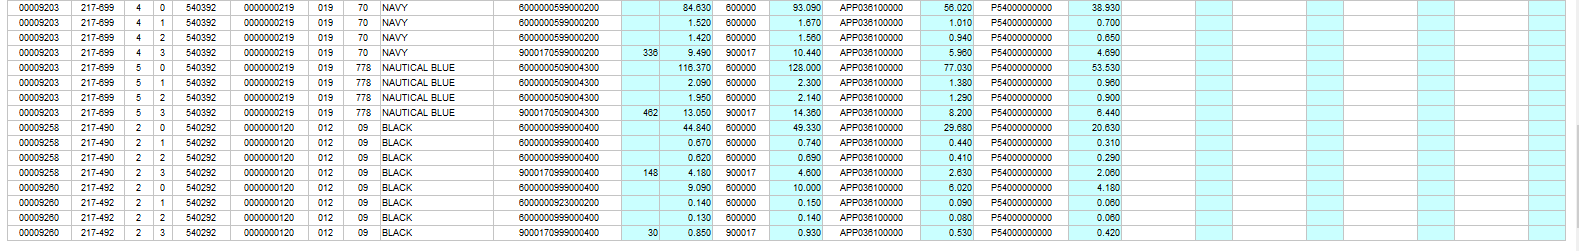 00009203 217-699 4 0 540392 0000000219 019 70 NAVY 6000000599000200 84.630 600000 93.090 APP036100000 56.020 P54000000000 38.930
00009203 217-699 4 1 540392 0000000219 019 70 NAVY 6000000599000200 1.520 600000 1.670 APP036100000 1.010 P54000000000 0.700
00009203 217-699 4 2 540392 0000000219 019 70 NAVY 6000000599000200 1.420 600000 1.560 APP036100000 0.940 P54000000000 0.650
00009203 217-699 4 3 540392 0000000219 019 70 NAVY 9000170599000200 336 9.490 900017 10.440 APP036100000 5.960 P54000000000 4.690
00009203 217-699 5 0 540392 0000000219 019 778 NAUTICAL BLUE 6000000509004300 116.370 600000 128.000 APP036100000 77.030 P54000000000 53.530
00009203 217-699 5 1 540392 0000000219 019 778 NAUTICAL BLUE 6000000509004300 2.090 600000 2.300 APP036100000 1.380 P54000000000 0.960
00009203 217-699 5 2 540392 0000000219 019 778 NAUTICAL BLUE 6000000509004300 1.950 600000 2.140 APP036100000 1.290 P54000000000 0.900
00009203 217-699 5 3 540392 0000000219 019 778 NAUTICAL BLUE 9000170509004300 462 13.050 900017 14.360 APP036100000 8.200 P54000000000 6.440
00009258 217-490 2 0 540292 0000000120 012 09 BLACK 6000000999000400 44.840 600000 49.330 APP036100000 29.680 P54000000000 20.630
00009258 217-490 2 1 540292 0000000120 012 09 BLACK 6000000999000400 0.670 600000 0.740 APP036100000 0.440 P54000000000 0.310
00009258 217-490 2 2 540292 0000000120 012 09 BLACK 6000000999000400 0.620 600000 0.690 APP036100000 0.410 P54000000000 0.290
00009258 217-490 2 3 540292 0000000120 012 09 BLACK 9000170999000400 148 4.180 900017 4.600 APP036100000 2.630 P54000000000 2.060
00009260 217-492 2 0 540292 0000000120 012 09 BLACK 6000000999000400 9.090 600000 10.000 APP036100000 6.020 P54000000000 4.180
00009260 217-492 2 1 540292 0000000120 012 09 BLACK 6000000923000200 0.140 600000 0.150 APP036100000 0.090 P54000000000 0.060
00009260 217-492 2 2 540292 0000000120 012 09 BLACK 6000000999000400 0.130 600000 0.140 APP036100000 0.080 P54000000000 0.060
00009260 217-492 2 3 540292 0000000120 012 09 BLACK 9000170999000400 30 0.850 900017 0.930 APP036100000 0.530 P54000000000 0.420